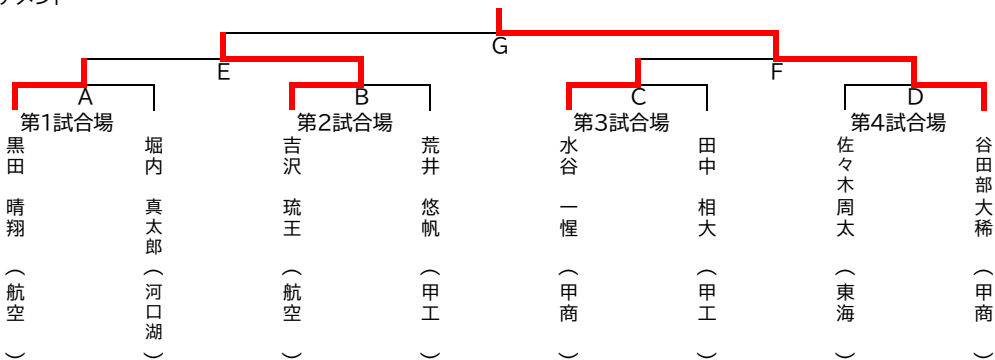 G
E
F
A
B
C
D
第1試合場
第2試合場
第3試合場
第4試合場
黒田 晴翔 (航空)
堀内 真太郎(河口湖)
吉沢 琉王 (航空)
荒井 悠帆 (甲工)
水谷 一惺 (甲商)
田中 相大 (甲工)
佐々木周太 (東海)
谷田部大稀 (甲商)